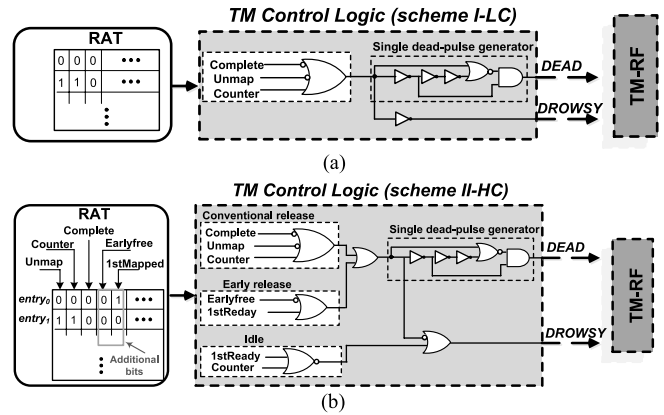 TM Control Logic (scheme I-LC)
RAT
0 0 0 •••
1 1 0 •••
Complete
Unmap
Counter
Single dead-pulse generator
DEAD
DROWSY
TM-RF
(a)
TM Control Logic (scheme II-HC)
RAT
Complete
Counter
Earlyfree
Unmap
1stMapped
entry0 0 0 0 0 1 •••
entry1 1 1 0 0 0 •••
Additional
bits
Conventional release
Complete
Unmap
Counter
Early release
Earlyfree
1stReday
Idle
1stReady
Counter
Single dead-pulse generator
DEAD
DROWSY
TM-RF
(b)